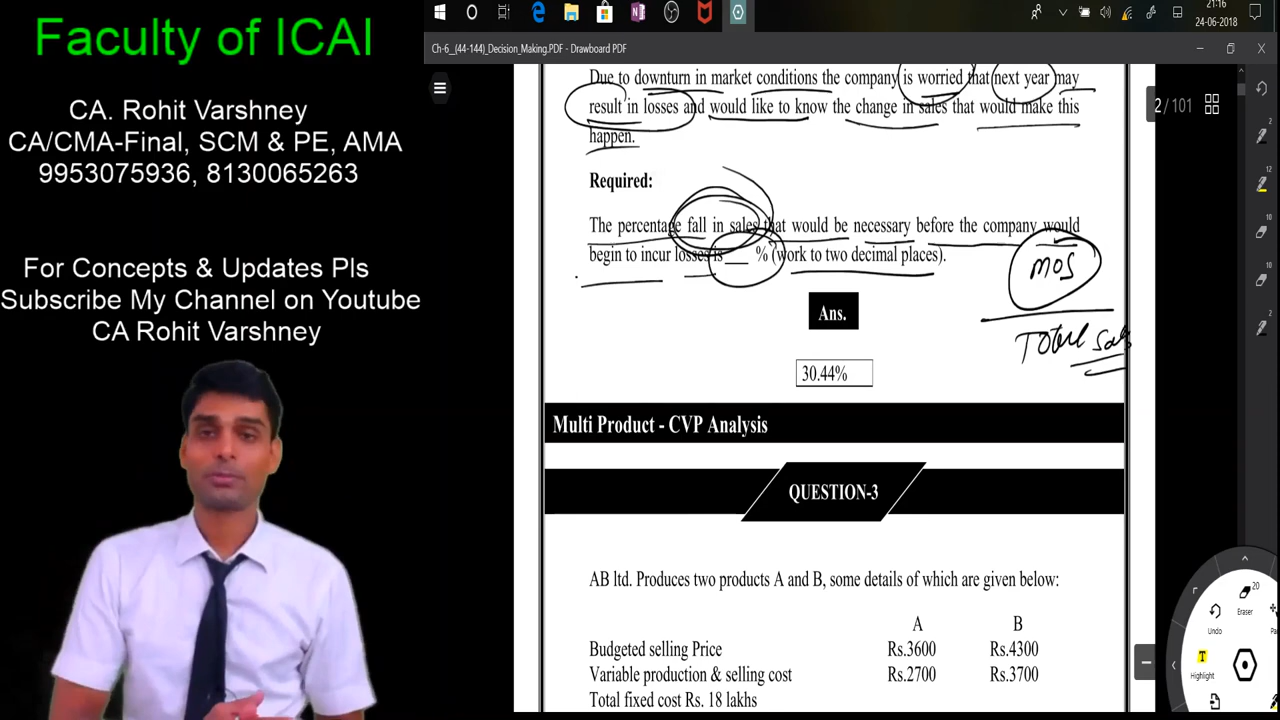 Faculty of ICAI
CA. Rohit Varshney
CA/CMA-Final, SCM & PE, AMA
9953075936, 8130065263
For Concepts & Updates Pls
Subscribe My Channel on Youtube
CA Rohit Varshney
21:15
24-06-2018
Ch-6__(44-144)_Decision_Making.PDF - Drawboard PDF
2 / 101
Due to downturn in market conditions the company is worried that next year may
result in losses and would like to know the change in sales that would make this
happen.
Required:
The percentage fall in sales that would be necessary before the company would
begin to incur losses is ___ % (work to two decimal places).
MOS
Total Sales
Ans.
30.44%
Multi Product - CVP Analysis
QUESTION-3
AB ltd. Produces two products A and B, some details of which are given below:
A B
Budgeted selling Price Rs.3600 Rs.4300
Variable production & selling cost Rs.2700 Rs.3700
Total fixed cost Rs. 18 lakhs
2
12
10
20
Eraser
Undo
T
Highlight